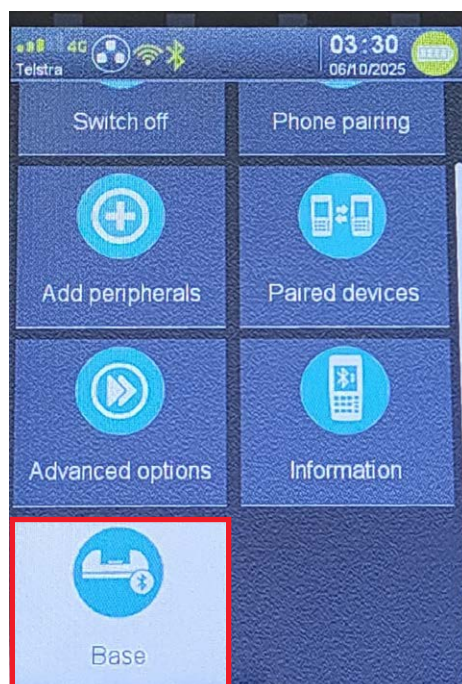 4G
03:30
Telstra
06/10/2025
Switch off
Phone pairing
Add peripherals
Paired devices
Advanced options
Information
Base